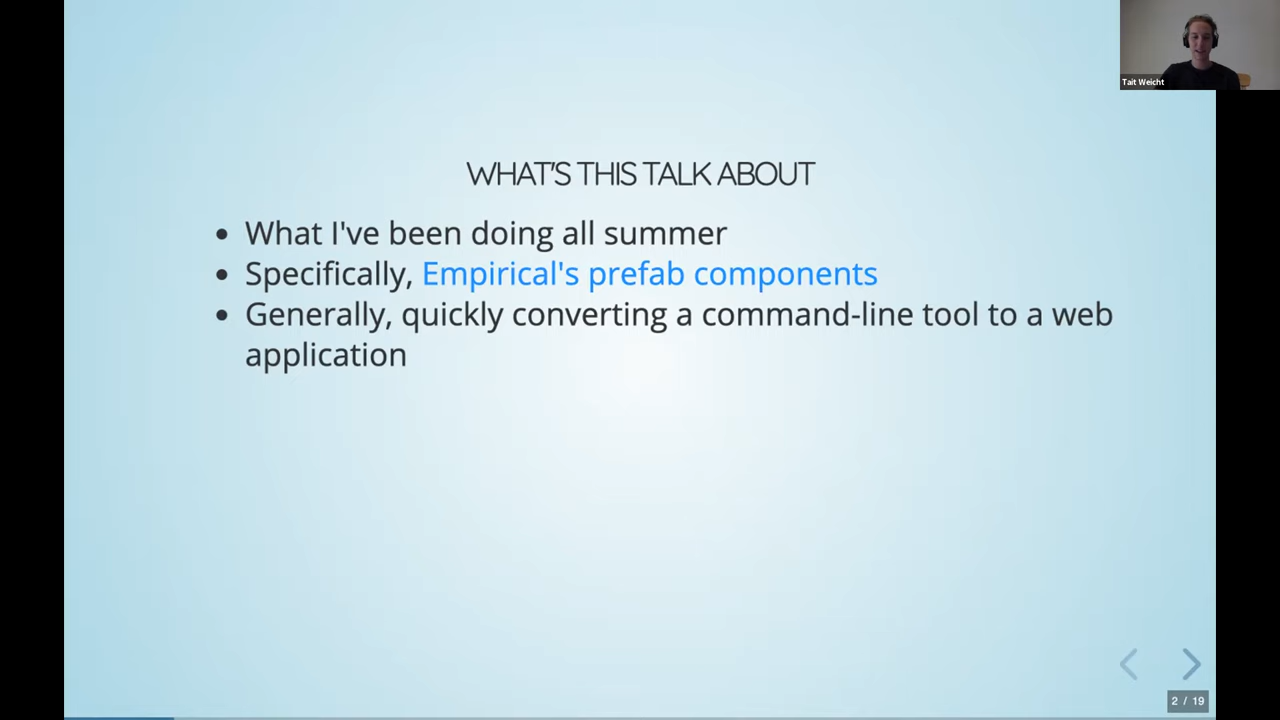 Tait Weicht
WHAT'S THIS TALK ABOUT
• What I've been doing all summer
• Specifically, Empirical's prefab components
• Generally, quickly converting a command-line tool to a web
application
2 / 19